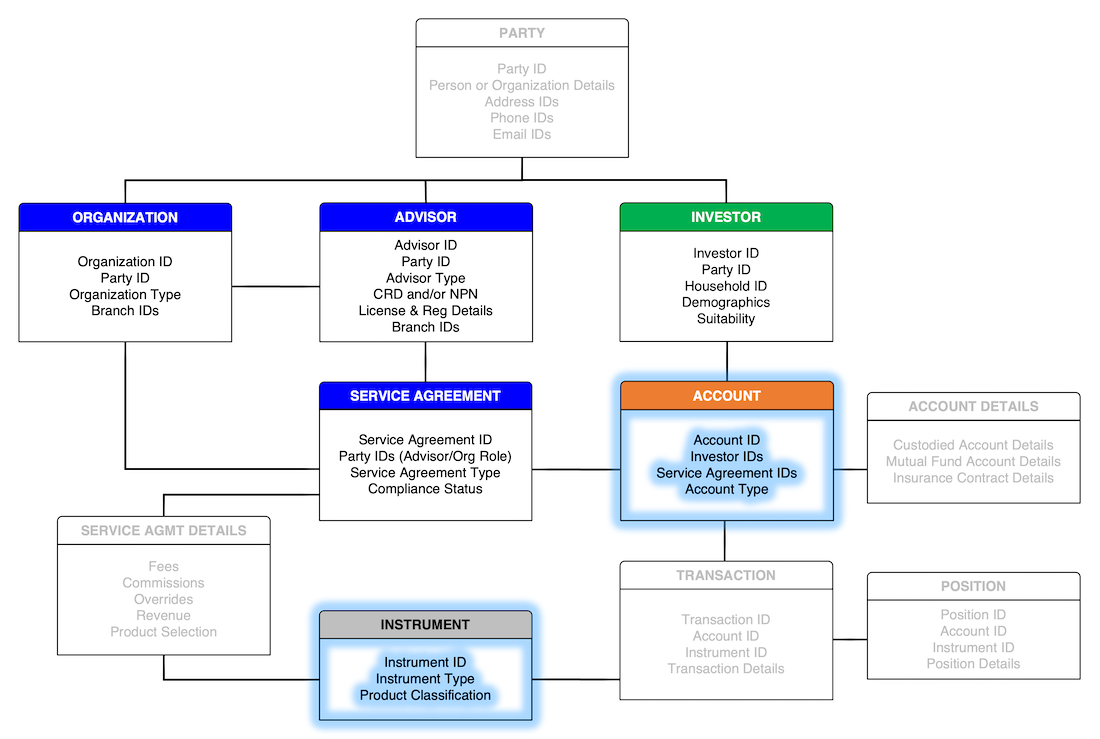 PARTY
Party ID
Person or Organization Details
Address IDs
Phone IDs
Email IDs
ORGANIZATION
Organization ID
Party ID
Organization Type
Branch IDs
ADVISOR
Advisor ID
Party ID
Advisor Type
CRD and/or NPN
License & Reg Details
Branch IDs
INVESTOR
Investor ID
Party ID
Household ID
Demographics
Suitability
SERVICE AGREEMENT
Service Agreement ID
Party IDs (Advisor/Org Role)
Service Agreement Type
Compliance Status
ACCOUNT
Account ID
Investor IDs
Service Agreement IDs
Account Type
ACCOUNT DETAILS
Custodied Account Details
Mutual Fund Account Details
Insurance Contract Details
SERVICE AGMT DETAILS
Fees
Commissions
Overrides
Revenue
Product Selection
INSTRUMENT
Instrument ID
Instrument Type
Product Classification
TRANSACTION
Transaction ID
Account ID
Instrument ID
Transaction Details
POSITION
Position ID
Account ID
Instrument ID
Position Details